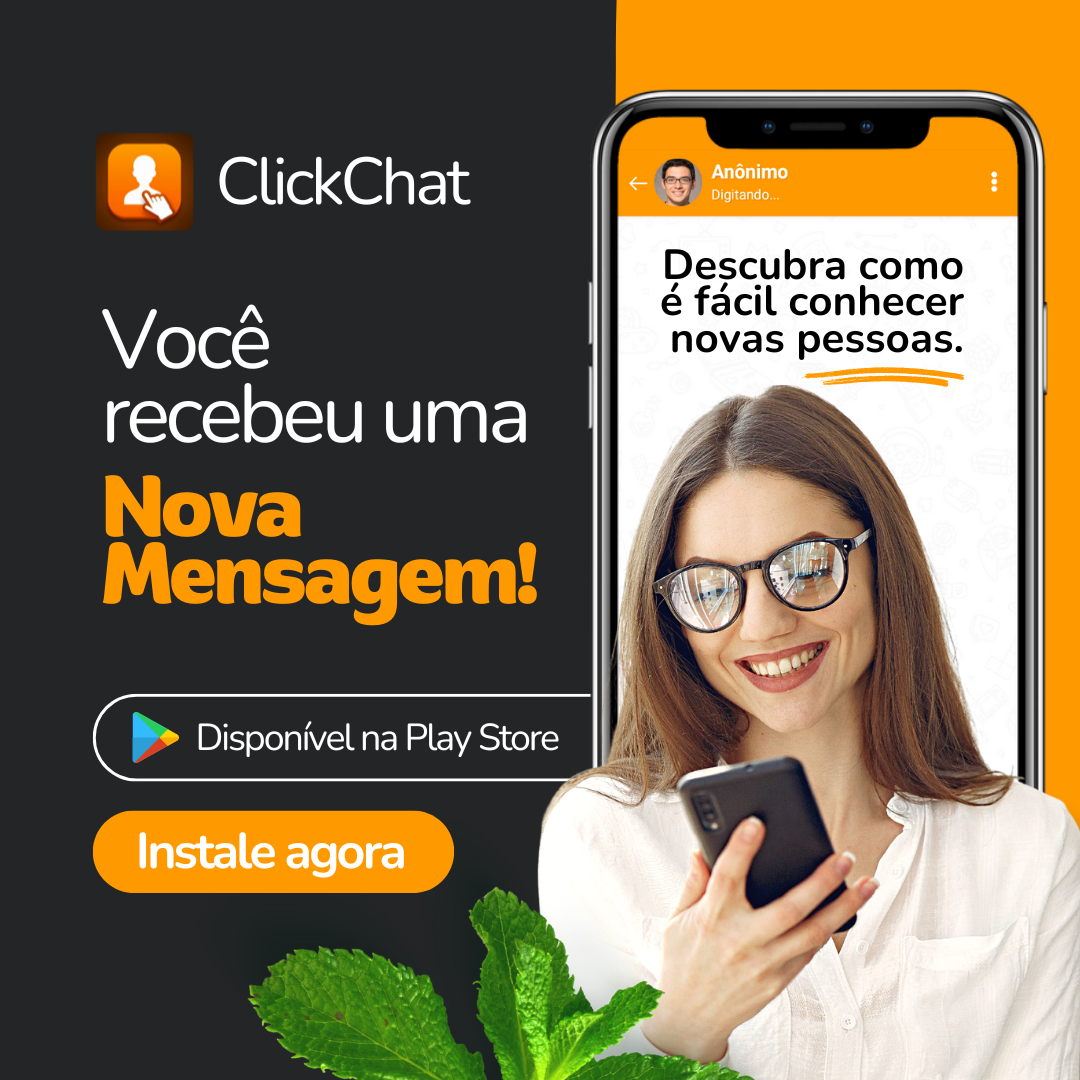 ClickChat
Você
recebeu uma
Nova
Mensagem!
Disponível na Play Store
Instale agora
Anônimo
Digitando...
Descubra como
é fácil conhecer
novas pessoas.